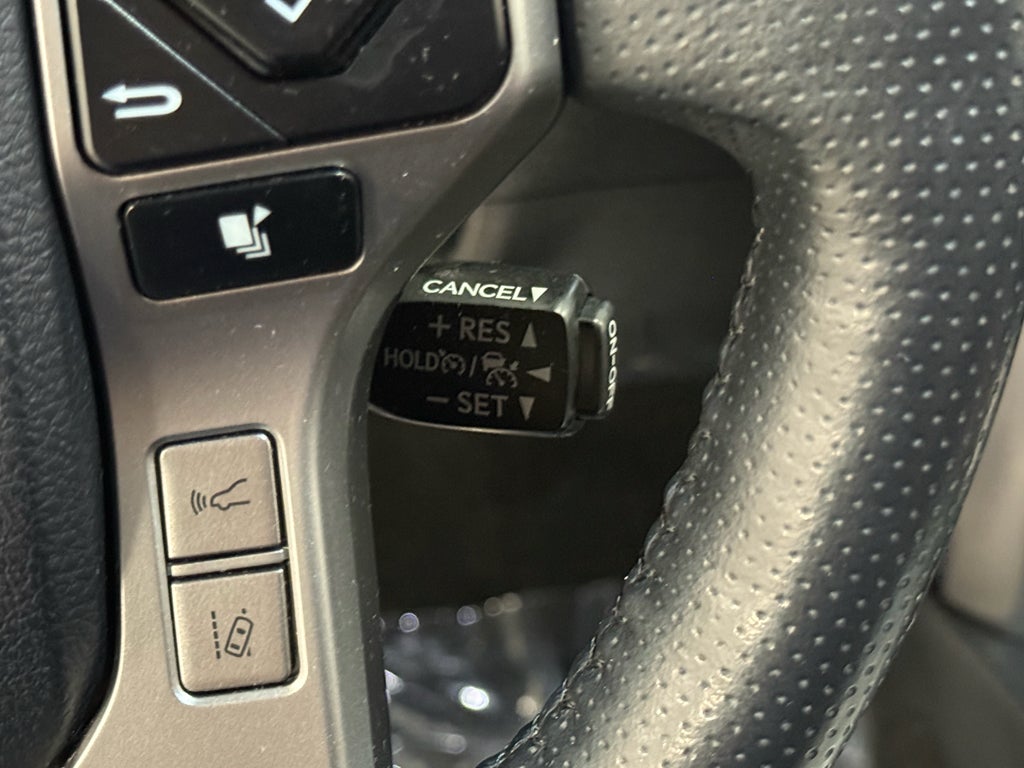 CANCEL▼
+ RES ▲
HOLD / ◄
− SET ▼
ON-OFF